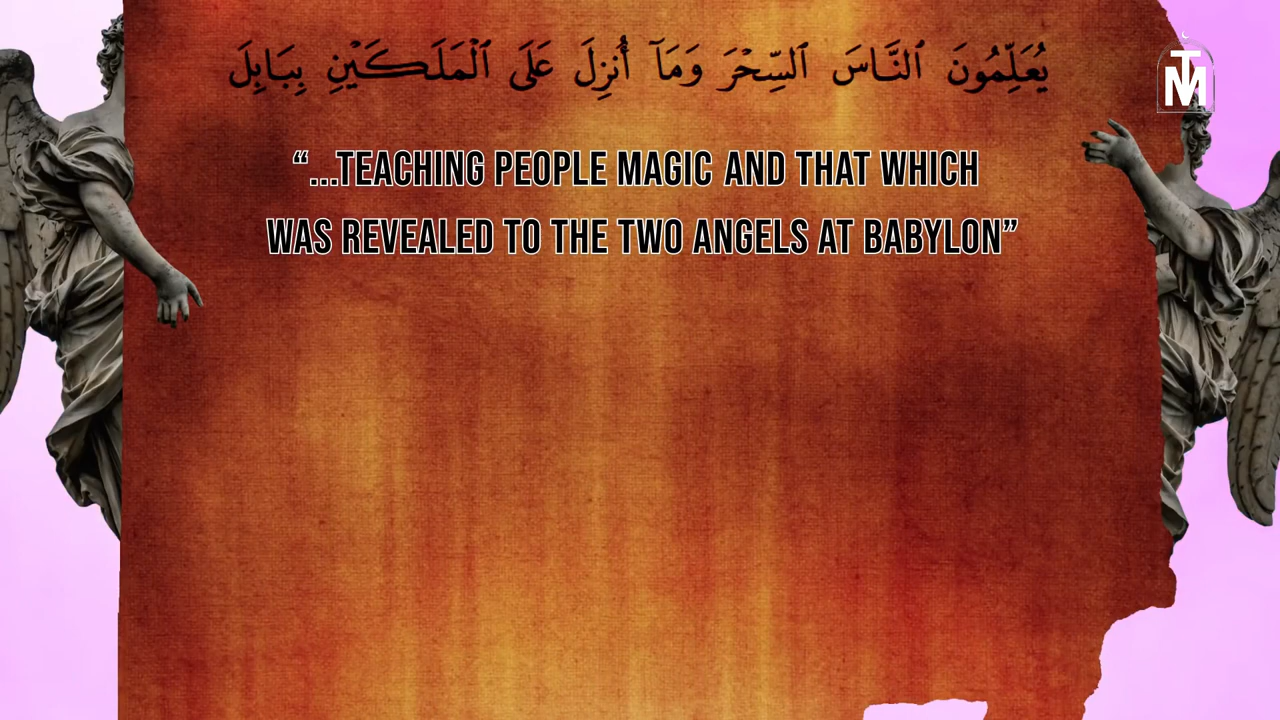 يُعَلِّمُونَ ٱلنَّاسَ ٱلسِّحْرَ وَمَآ أُنزِلَ عَلَى ٱلْمَلَكَيْنِ بِبَابِلَ
“...TEACHING PEOPLE MAGIC AND THAT WHICH
WAS REVEALED TO THE TWO ANGELS AT BABYLON”
TM